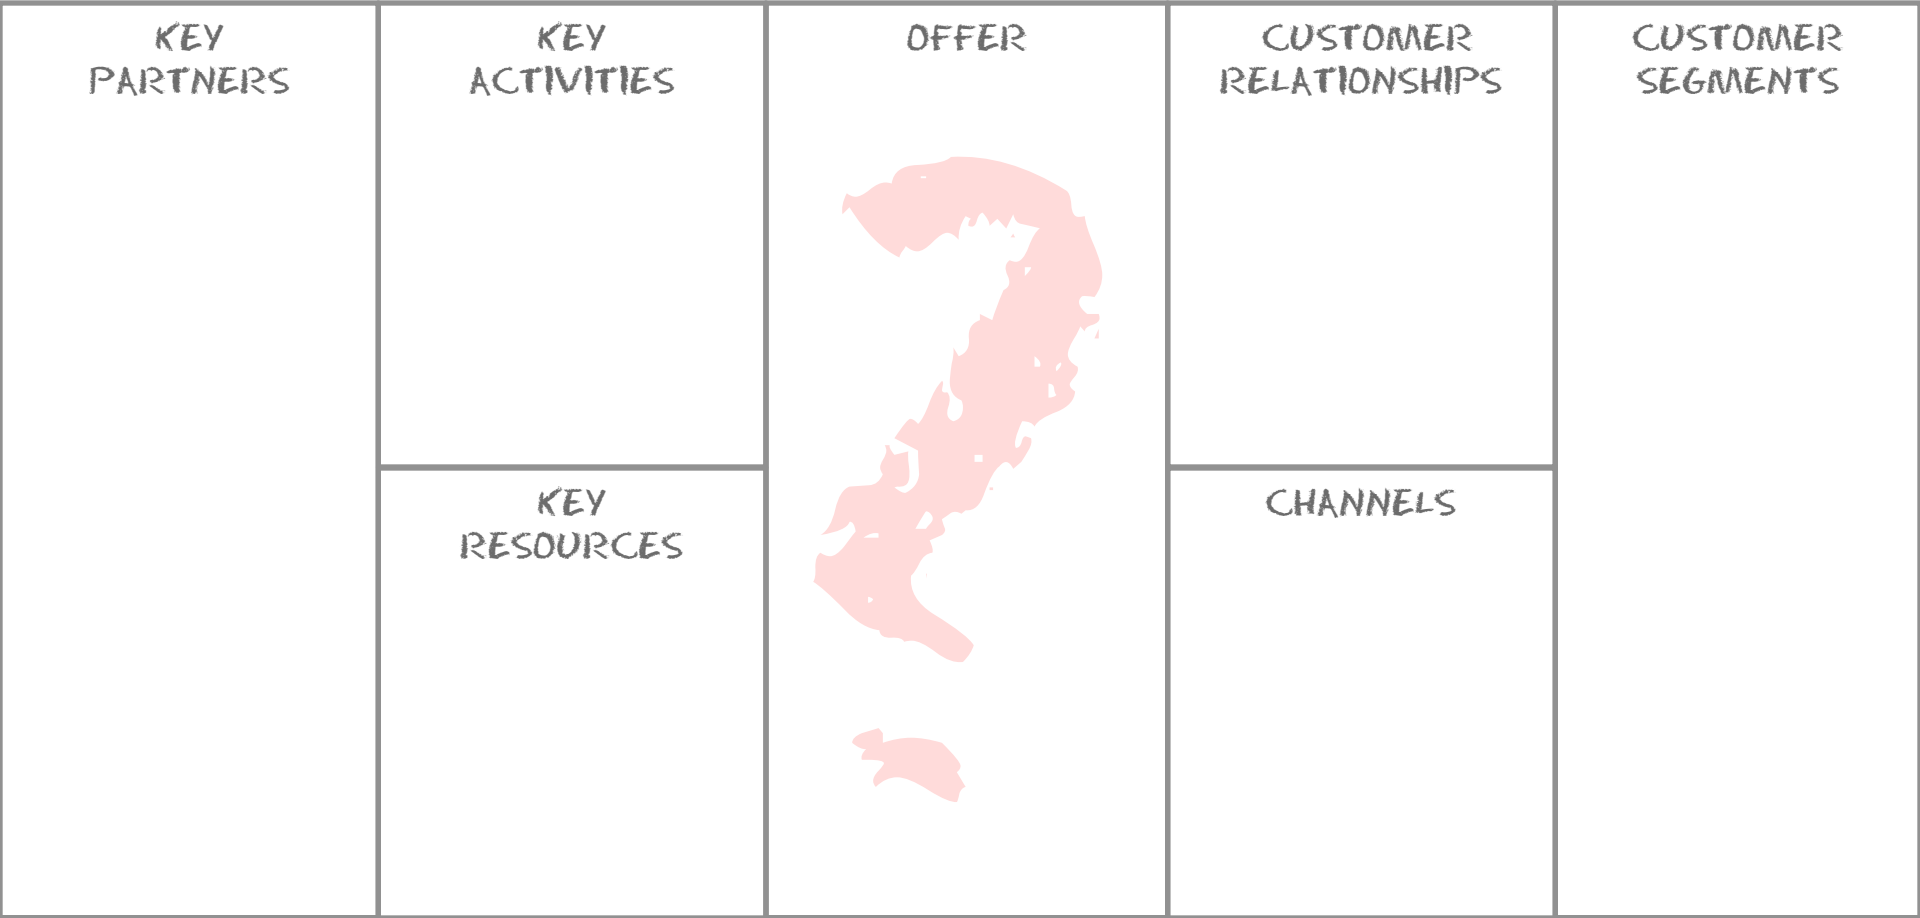 KEY
PARTNERS
KEY
ACTIVITIES
KEY
RESOURCES
OFFER
?
CUSTOMER
RELATIONSHIPS
CHANNELS
CUSTOMER
SEGMENTS